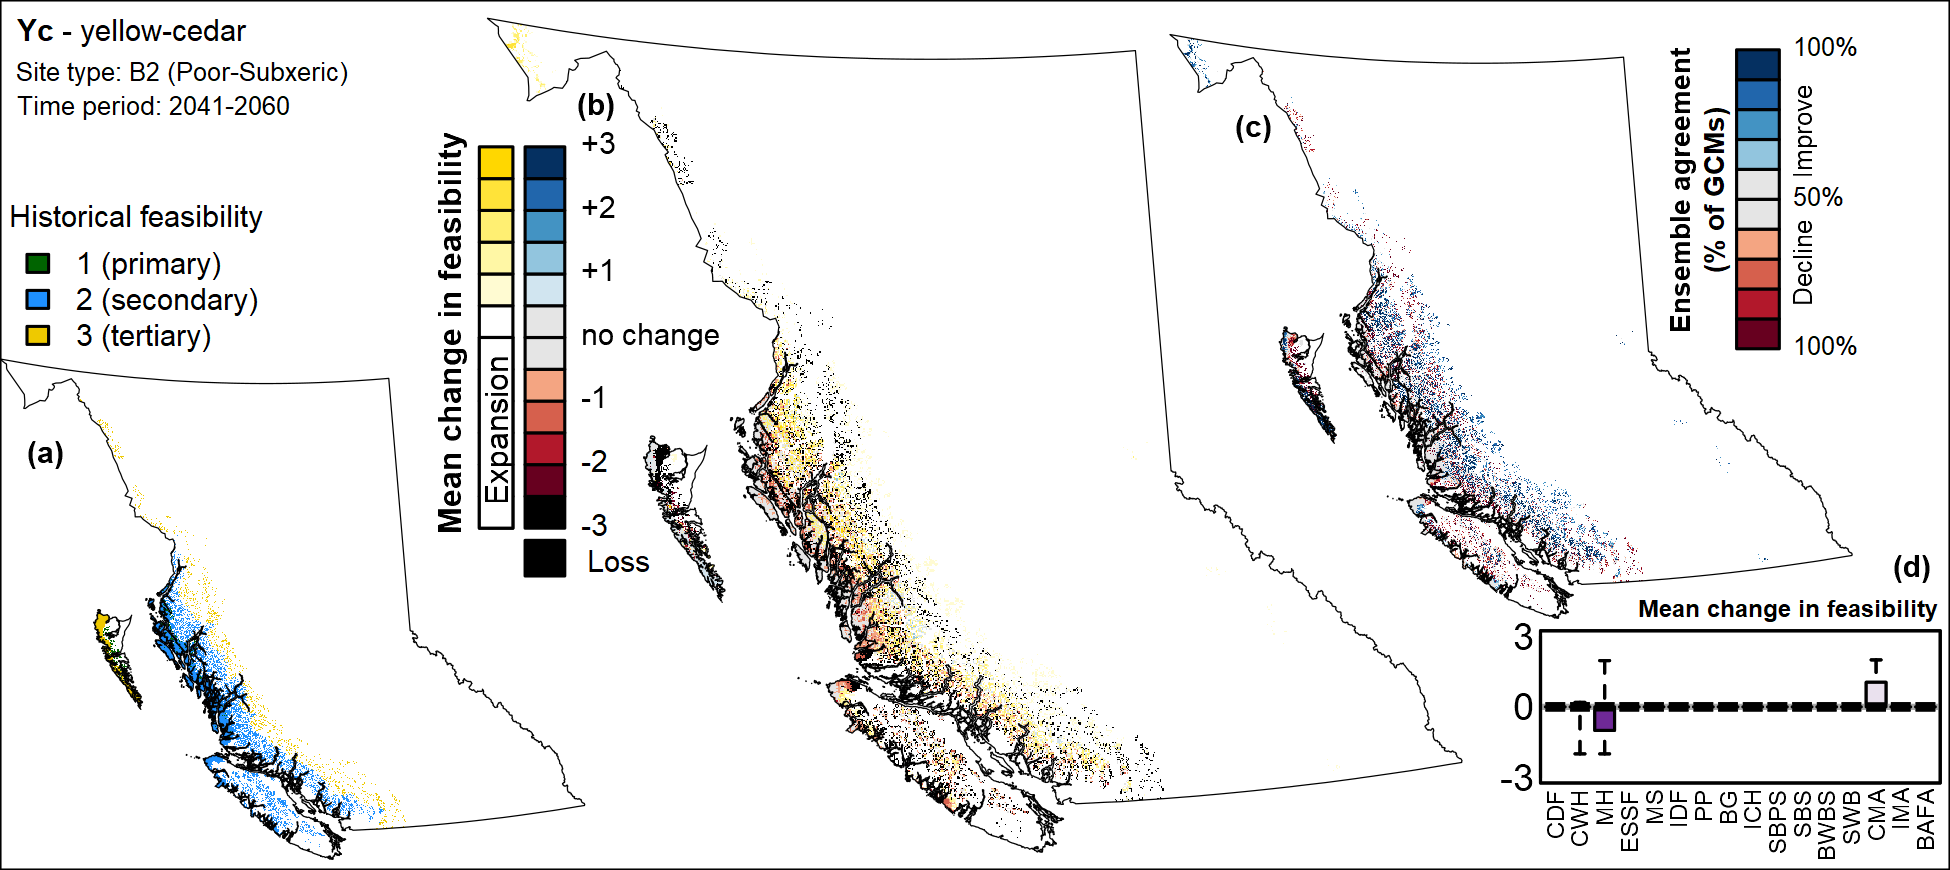 Yc - yellow-cedar
Site type: B2 (Poor-Subxeric)
Time period: 2041-2060
Historical feasibility
1 (primary)
2 (secondary)
3 (tertiary)
(a)
(b)
Mean change in feasibility
Expansion
+3
+2
+1
no change
-1
-2
-3
Loss
(c)
Ensemble agreement
(% of GCMs)
100%
Improve
50%
Decline
100%
(d)
Mean change in feasibility
3
0
-3
CDF
CWH
MH
ESSF
MS
IDF
PP
BG
ICH
SBPS
SBS
BWBS
SWB
CMA
IMA
BAFA